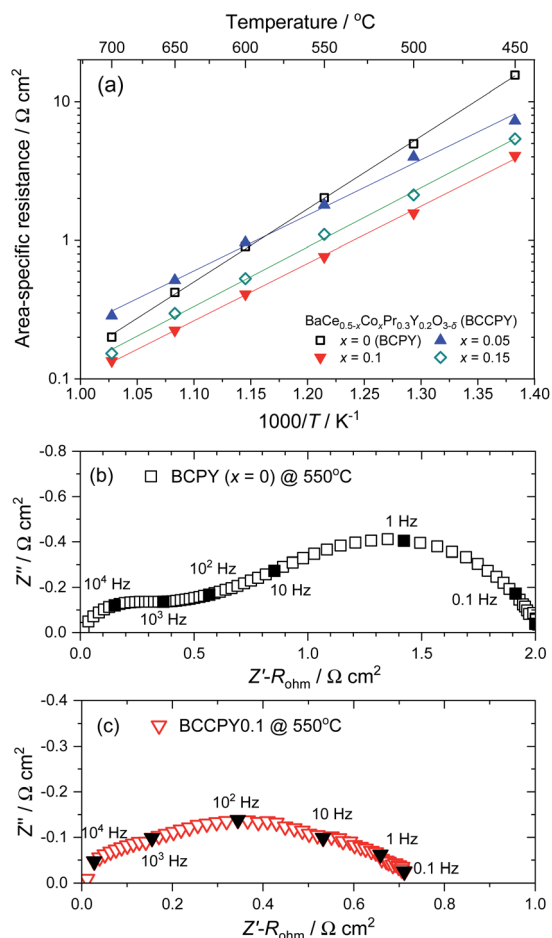 Temperature / °C
700 650 600 550 500 450
(a)
Area-specific resistance / Ω cm²
10
1
0.1
BaCe₀.₅₋ₓCoₓPr₀.₃Y₀.₂O₃₋δ (BCCPY)
x = 0 (BCPY) x = 0.05
x = 0.1 x = 0.15
1.00 1.05 1.10 1.15 1.20 1.25 1.30 1.35 1.40
1000/T / K⁻¹
(b) BCPY (x = 0) @ 550°C
Z'' / Ω cm²
-0.8
-0.6
-0.4
-0.2
0.0
10⁴ Hz
10³ Hz
10² Hz
10 Hz
1 Hz
0.1 Hz
0.0 0.5 1.0 1.5 2.0
Z'-Rohm / Ω cm²
(c) BCCPY0.1 @ 550°C
Z'' / Ω cm²
-0.4
-0.3
-0.2
-0.1
0.0
10⁴ Hz
10³ Hz
10² Hz
10 Hz
1 Hz
0.1 Hz
0.0 0.2 0.4 0.6 0.8 1.0
Z'-Rohm / Ω cm²